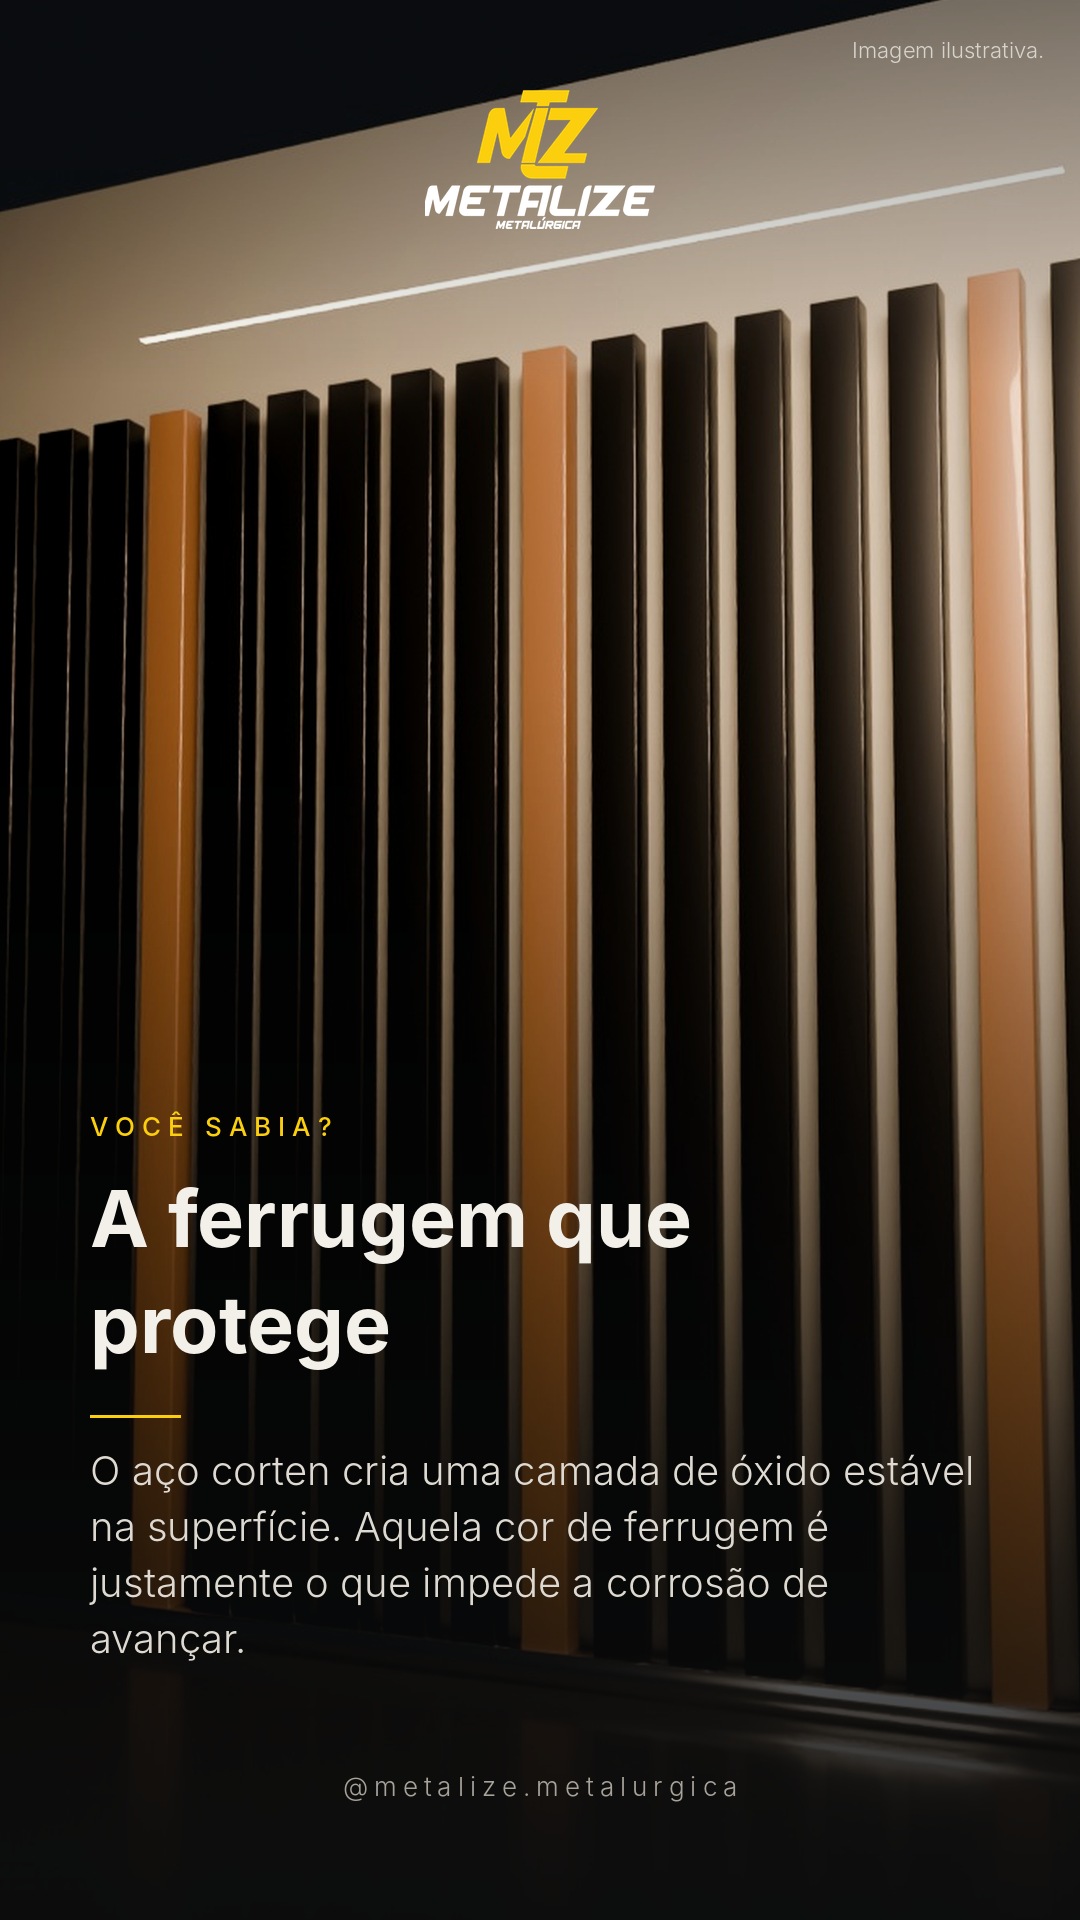 Imagem ilustrativa.
MTZ
METALIZE
METALÚRGICA
VOCÊ SABIA?
A ferrugem que
protege
O aço corten cria uma camada de óxido estável
na superfície. Aquela cor de ferrugem é
justamente o que impede a corrosão de
avançar.
@metalize.metalurgica